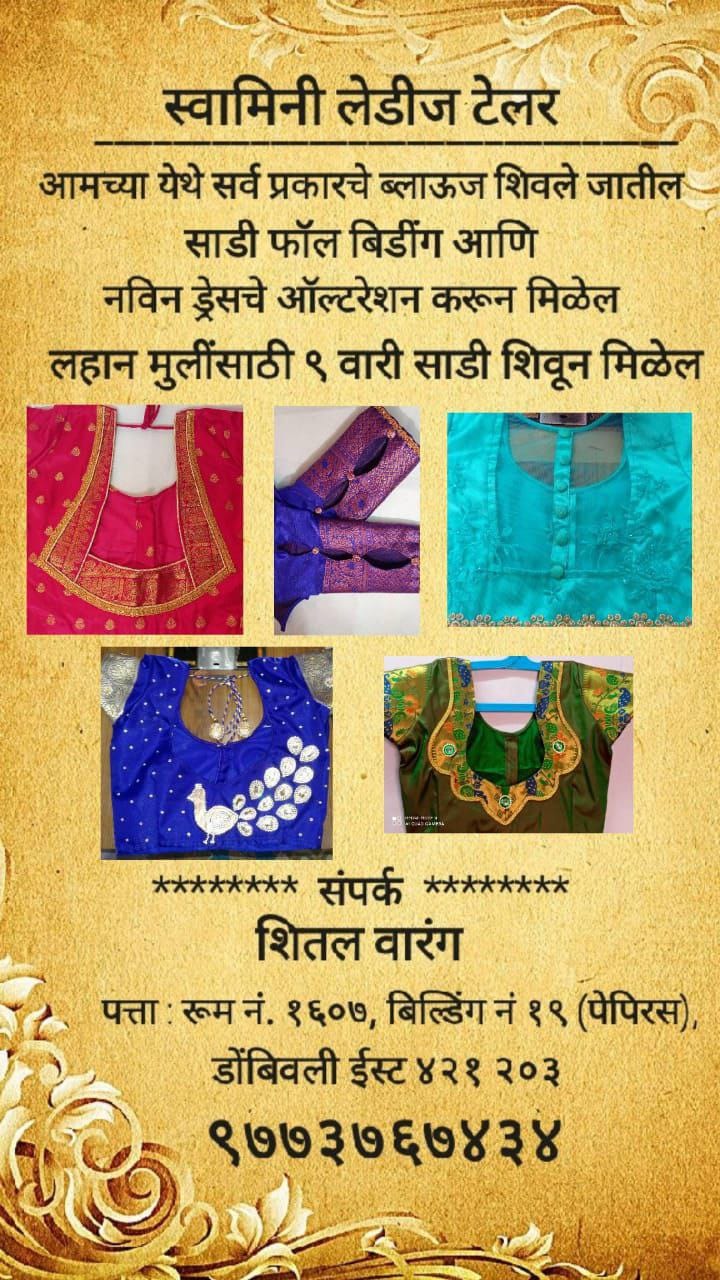 स्वामिनी लेडीज टेलर
आमच्या येथे सर्व प्रकारचे ब्लाऊज शिवले जातील
साडी फॉल बिडींग आणि
नविन ड्रेसचे ऑल्टरेशन करून मिळेल
लहान मुलींसाठी ९ वारी साडी शिवून मिळेल
******** संपर्क ********
शितल वारंग
पत्ता : रूम नं. १६०७, बिल्डिंग नं १९ (पेपिरस),
डोंबिवली ईस्ट ४२१ २०३
९७७३७६७४३४